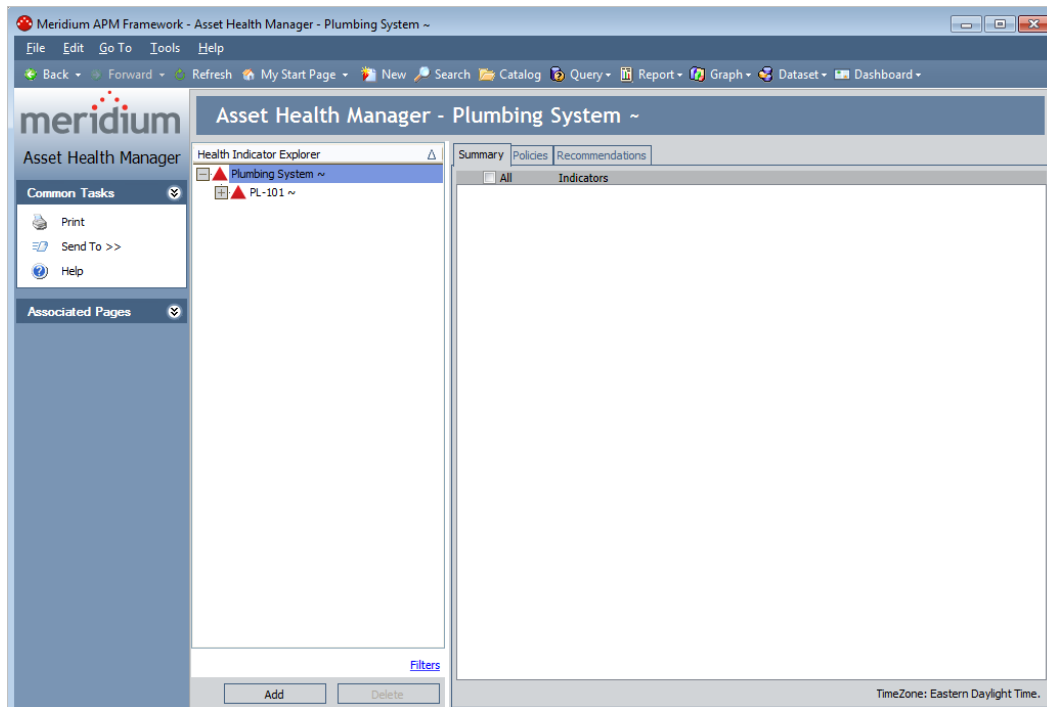 Meridium APM Framework - Asset Health Manager - Plumbing System ~
File Edit Go To Tools Help
Back Forward Refresh My Start Page New Search Catalog Query Report Graph Dataset Dashboard
meridium
Asset Health Manager - Plumbing System ~
Asset Health Manager
Common Tasks
Print
Send To >>
Help
Associated Pages
Health Indicator Explorer
Plumbing System ~
PL-101 ~
Filters
Add Delete
Summary Policies Recommendations
All Indicators
TimeZone: Eastern Daylight Time.